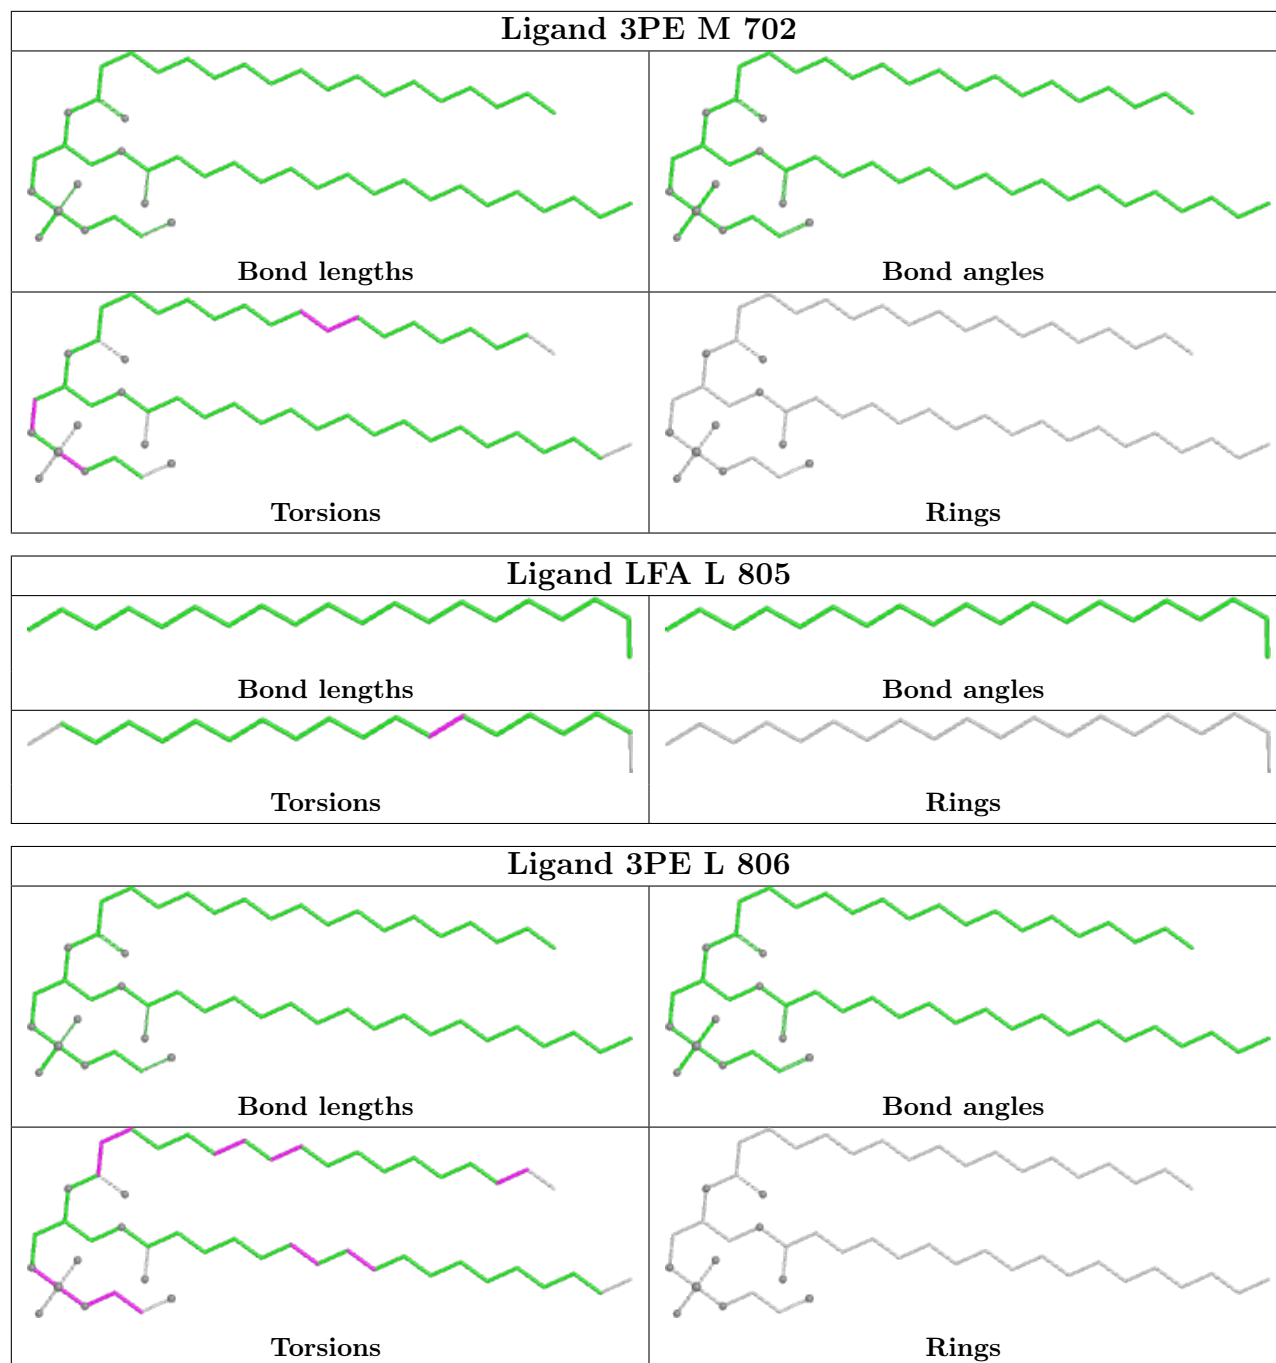 Ligand 3PE M 702
Bond lengths
Bond angles
Torsions
Rings
Ligand LFA L 805
Bond lengths
Bond angles
Torsions
Rings
Ligand 3PE L 806
Bond lengths
Bond angles
Torsions
Rings